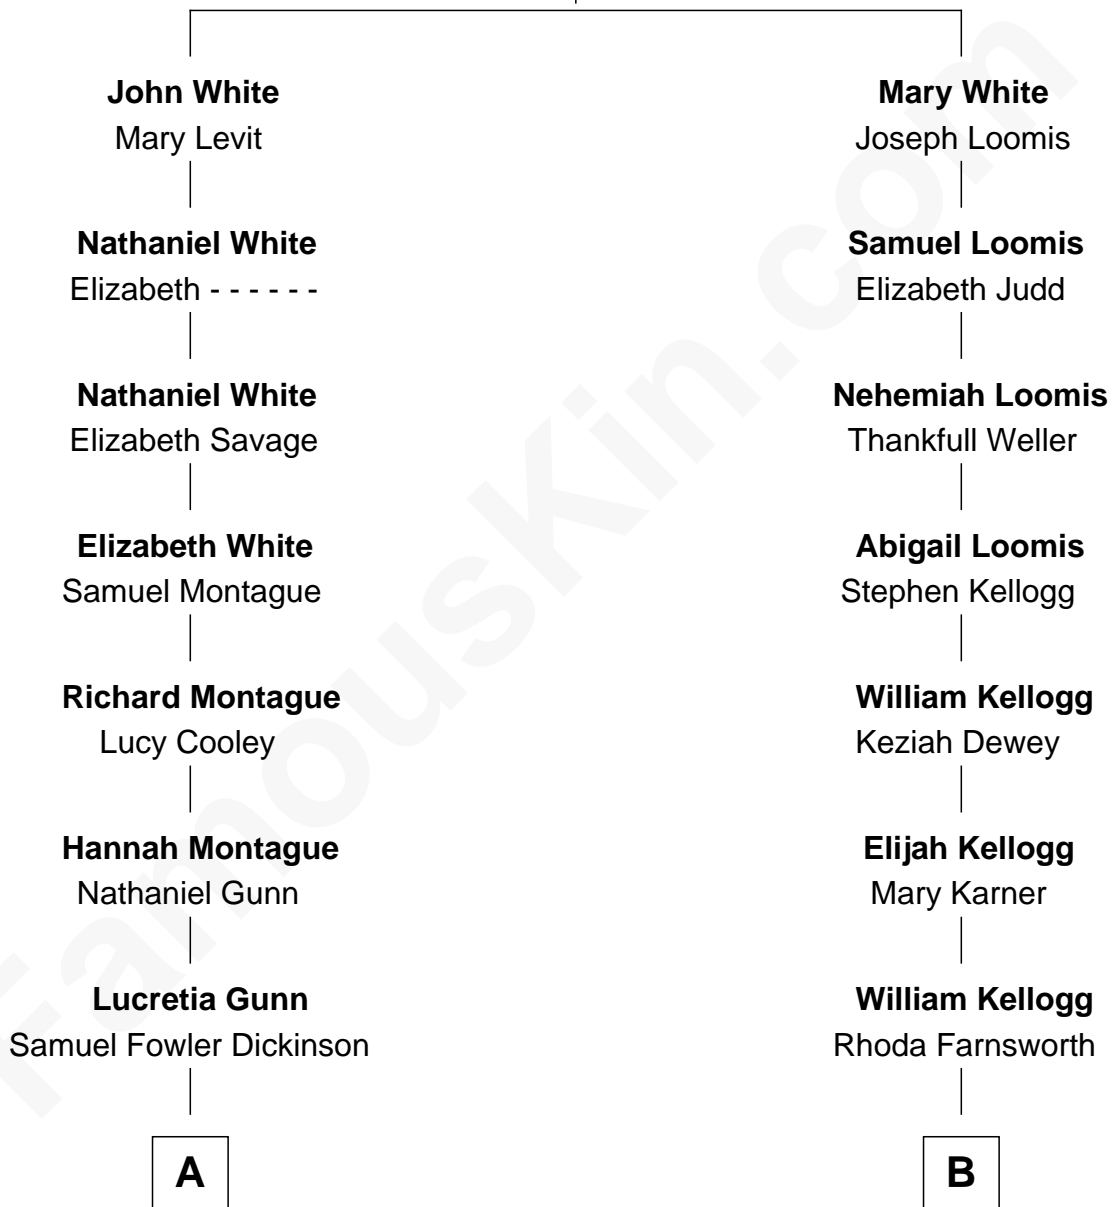 John White
Mary Levit
Nathaniel White
Elizabeth - - - - - -
Nathaniel White
Elizabeth Savage
Elizabeth White
Samuel Montague
Richard Montague
Lucy Cooley
Hannah Montague
Nathaniel Gunn
Lucretia Gunn
Samuel Fowler Dickinson
A
Mary White
Joseph Loomis
Samuel Loomis
Elizabeth Judd
Nehemiah Loomis
Thankfull Weller
Abigail Loomis
Stephen Kellogg
William Kellogg
Keziah Dewey
Elijah Kellogg
Mary Karner
William Kellogg
Rhoda Farnsworth
B
FamousKin.com